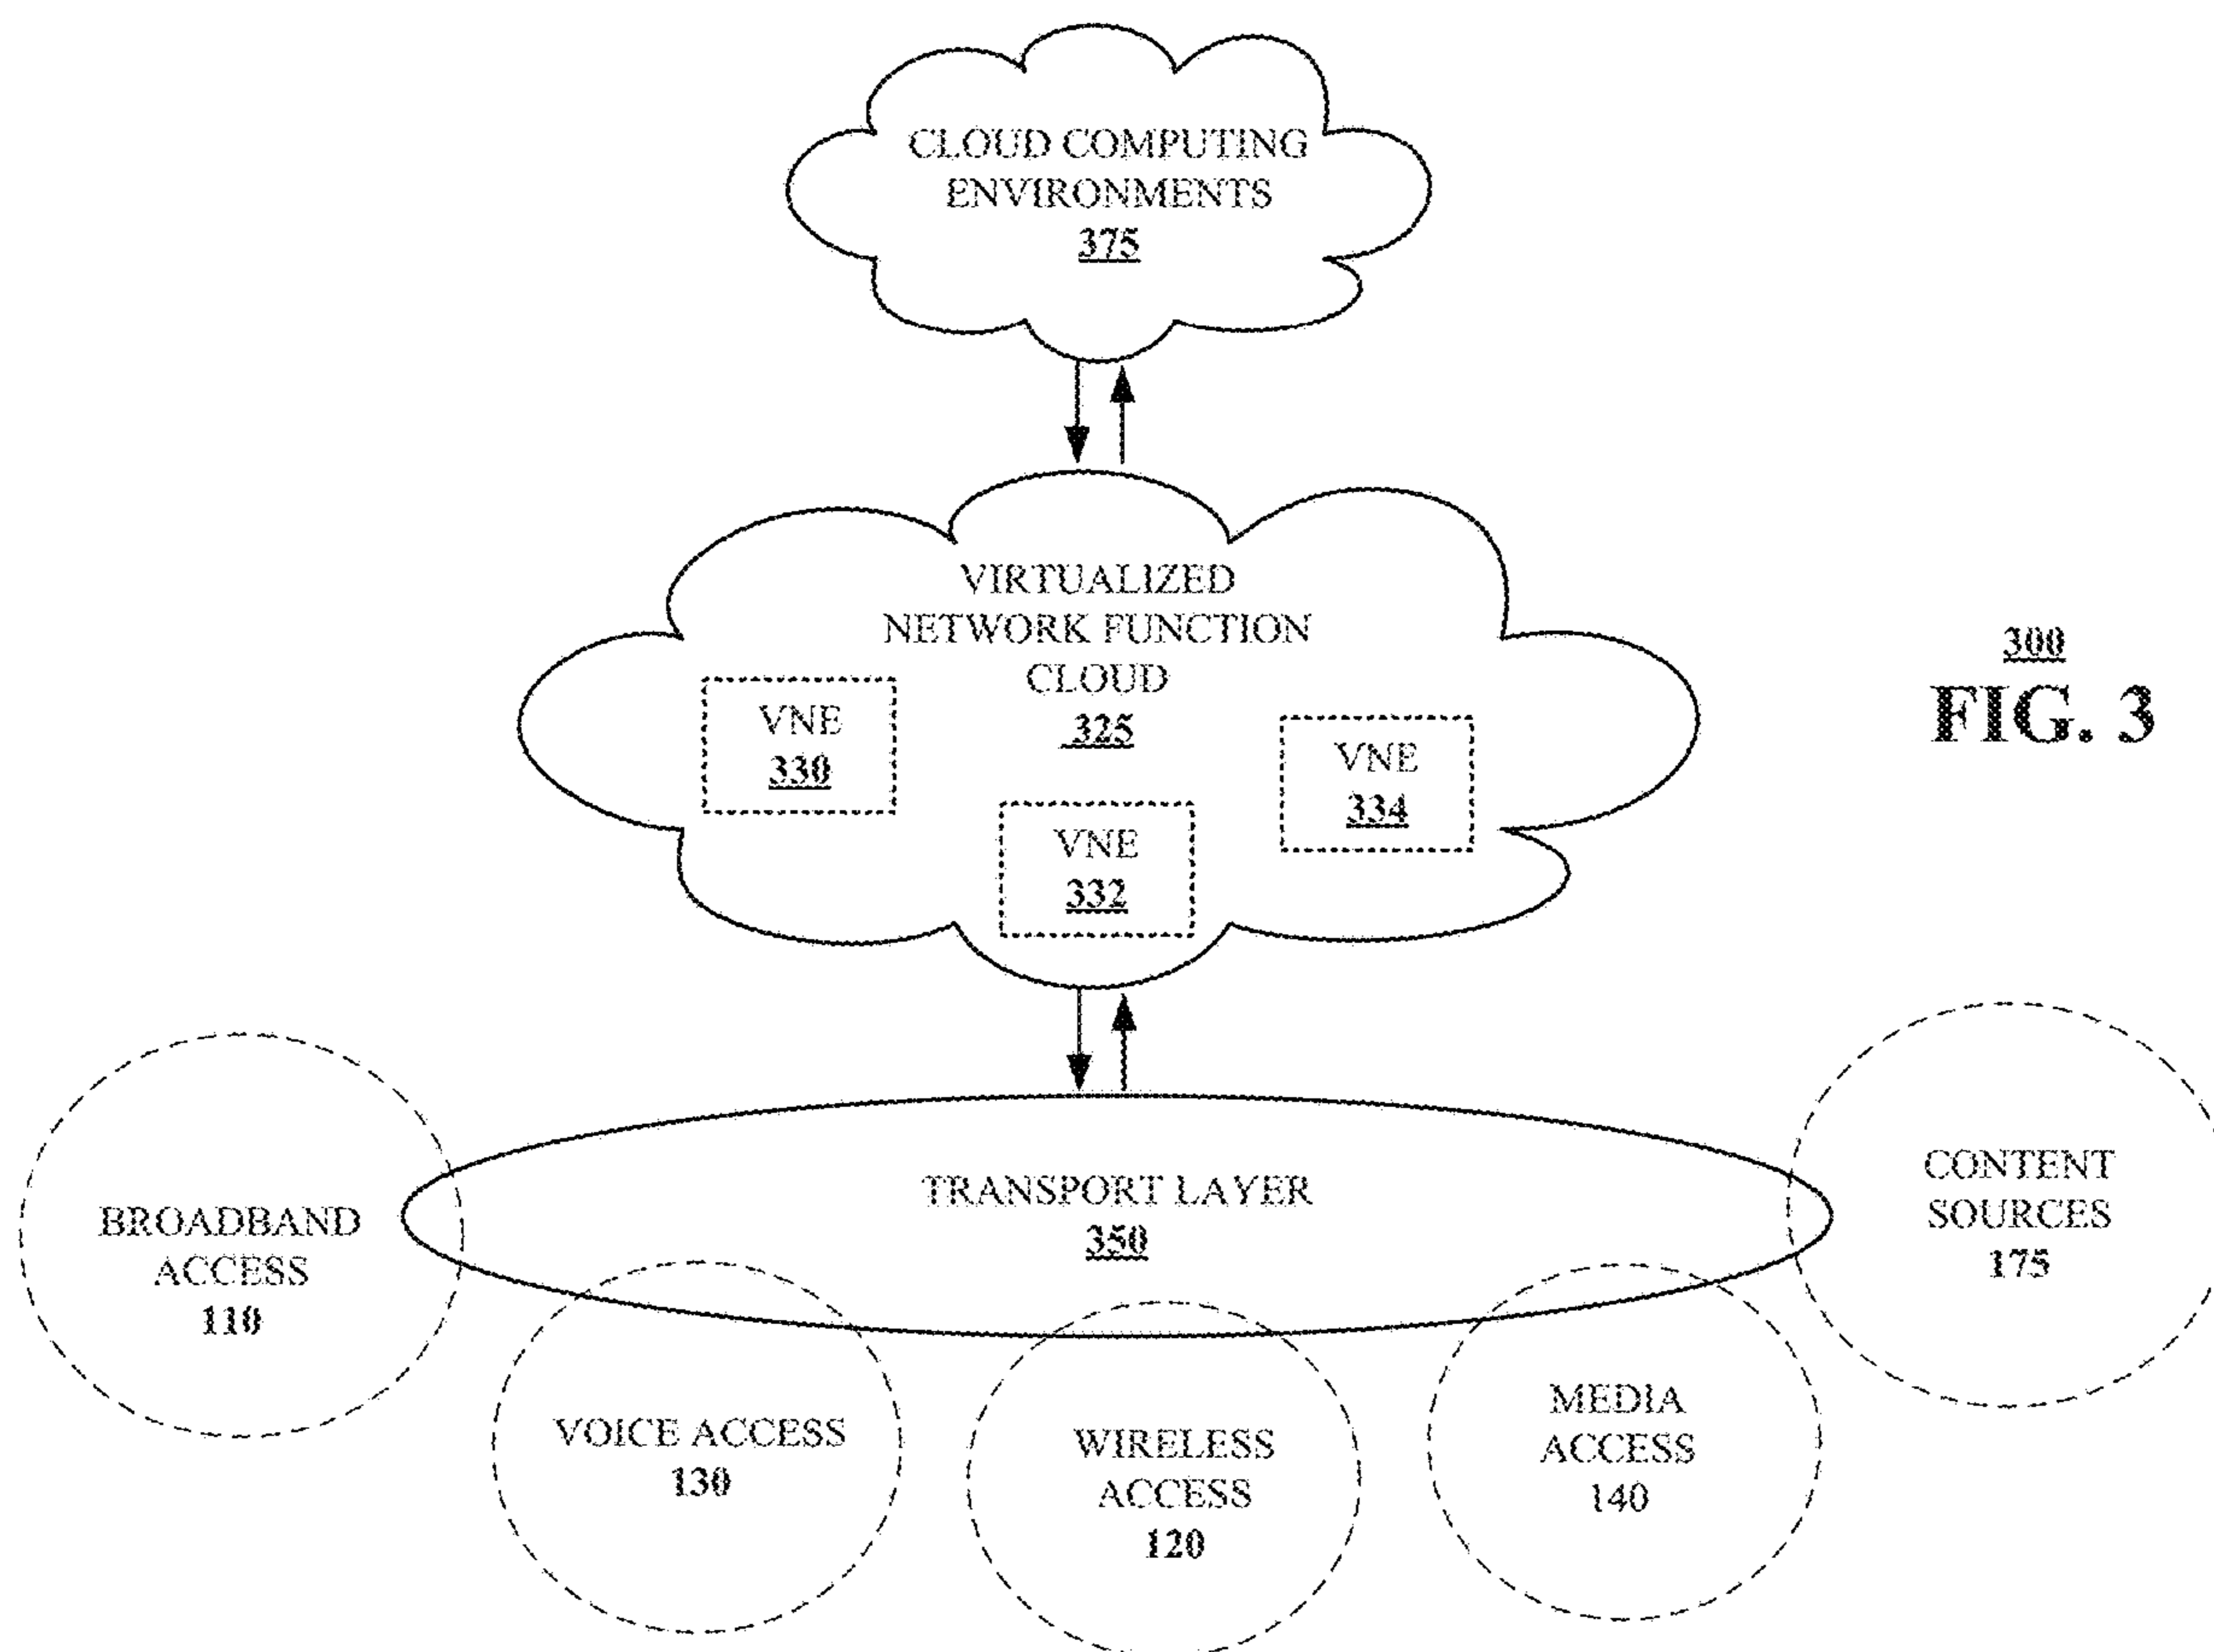 CLOUD COMPUTING
ENVIRONMENTS
375
VIRTUALIZED
NETWORK FUNCTION
CLOUD
325
VNE
330
VNE
332
VNE
334
300
FIG. 3
TRANSPORT LAYER
350
BROADBAND
ACCESS
110
VOICE ACCESS
130
WIRELESS
ACCESS
120
MEDIA
ACCESS
140
CONTENT
SOURCES
175